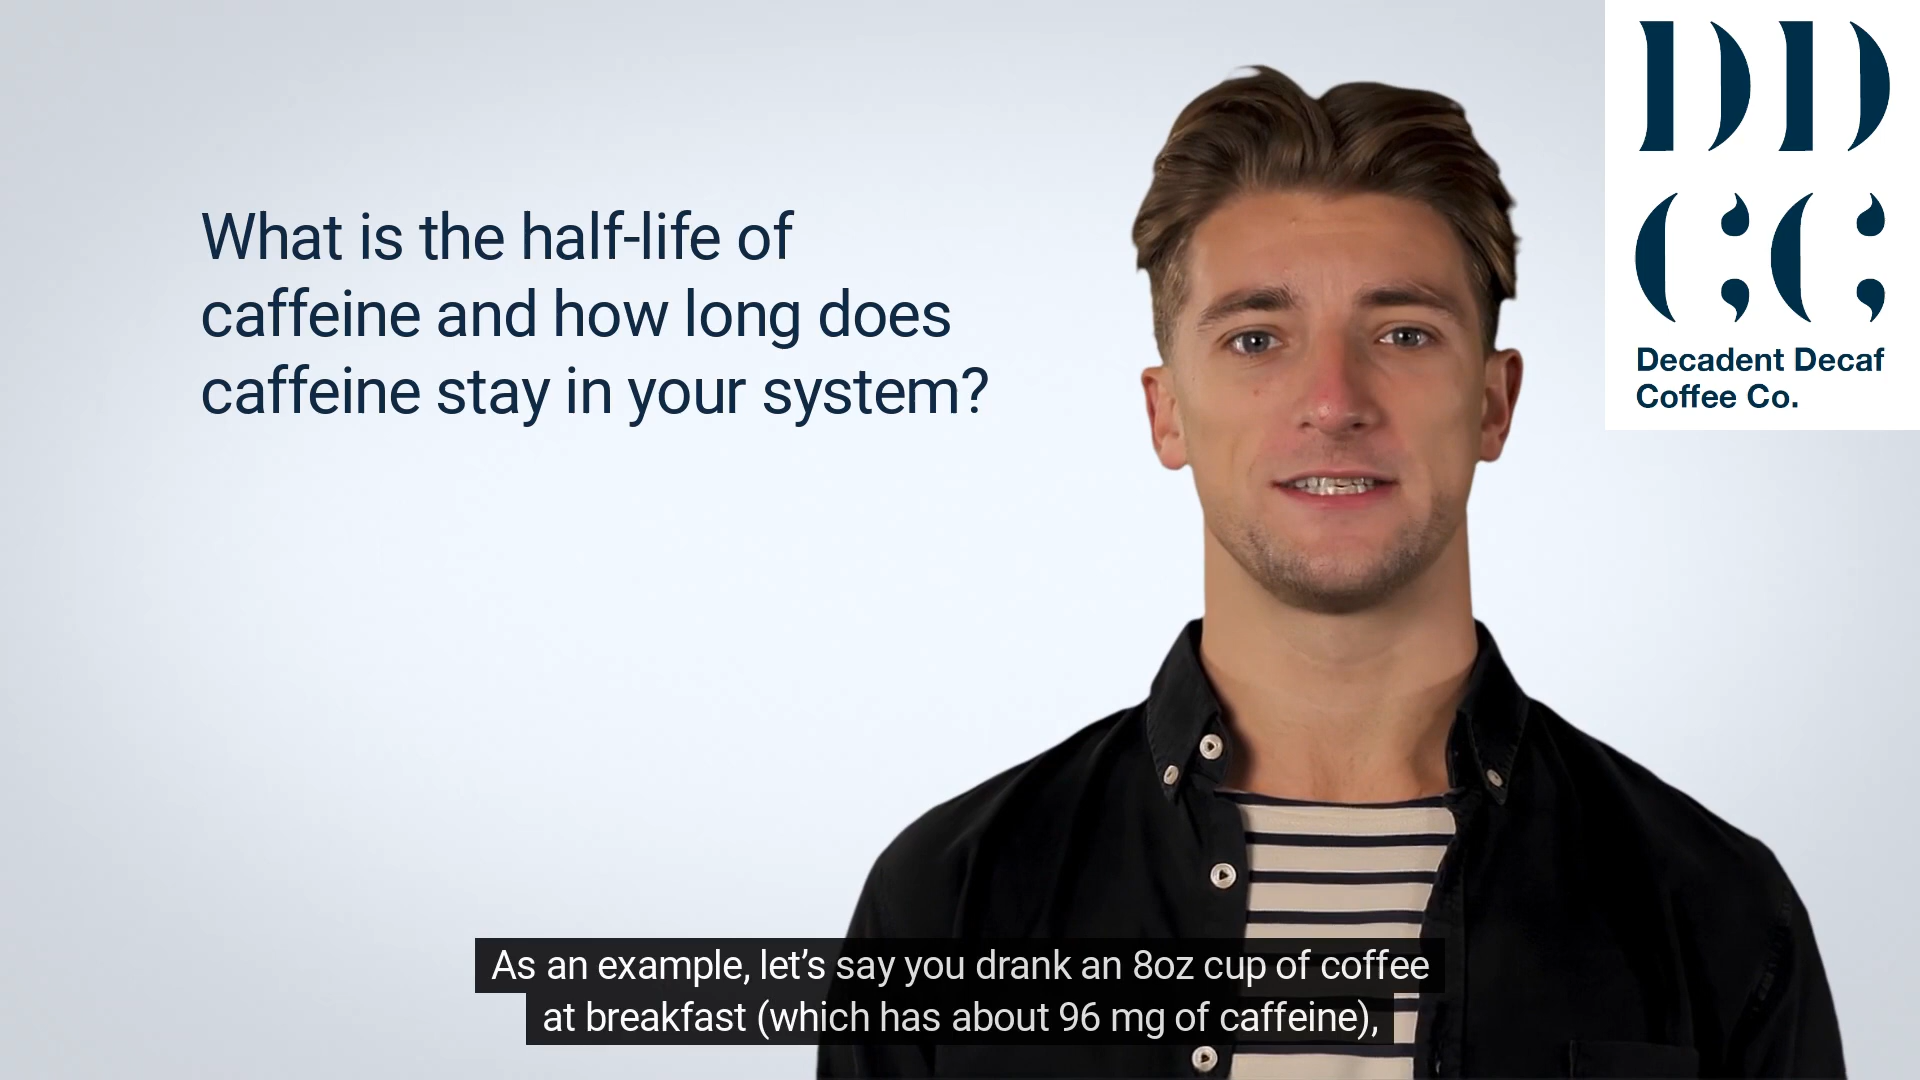 What is the half-life of
caffeine and how long does
caffeine stay in your system?
DD
CC
Decadent Decaf
Coffee Co.
As an example, let’s say you drank an 8oz cup of coffee
at breakfast (which has about 96 mg of caffeine),